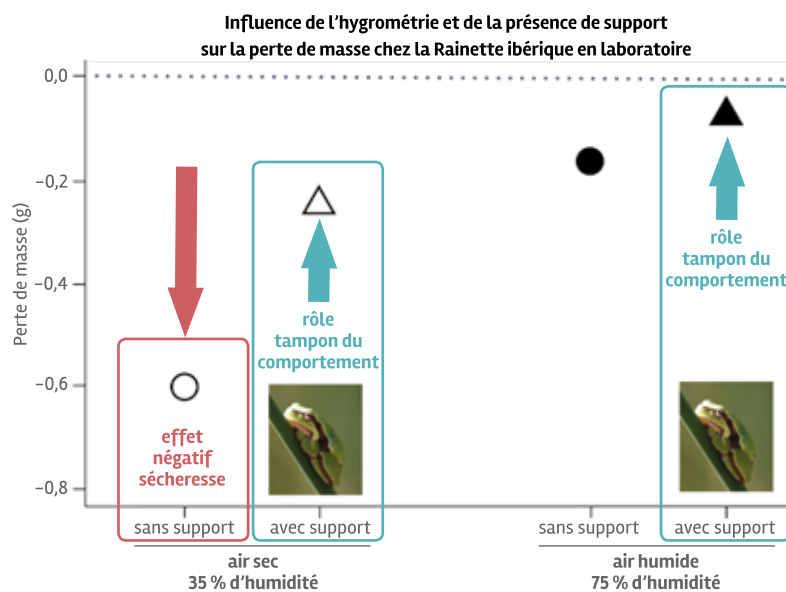 Influence de l’hygrométrie et de la présence de support
sur la perte de masse chez la Rainette ibérique en laboratoire
Perte de masse (g)
0,0
−0,2
−0,4
−0,6
−0,8
effet
négatif
sécheresse
rôle
tampon du
comportement
rôle
tampon du
comportement
sans support
avec support
sans support
avec support
air sec
35 % d’humidité
air humide
75 % d’humidité